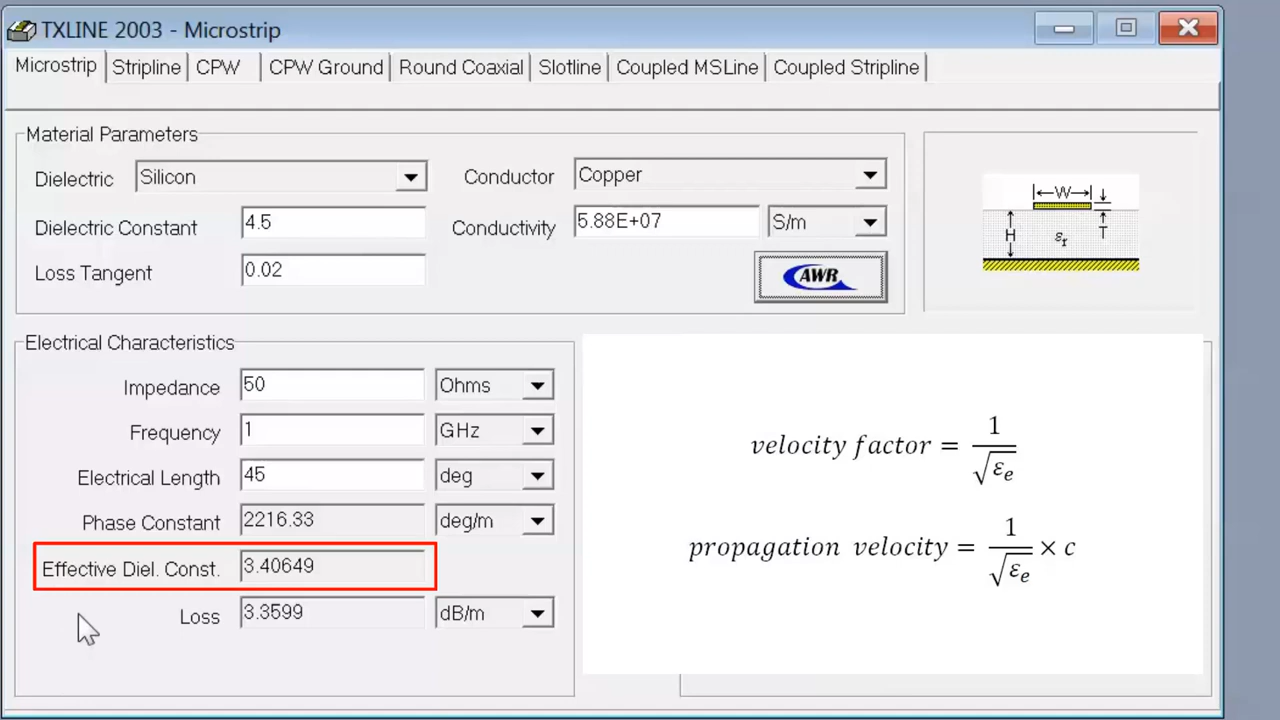 TXLINE 2003 - Microstrip
Microstrip Stripline CPW CPW Ground Round Coaxial Slotline Coupled MSLine Coupled Stripline
Material Parameters
Dielectric Silicon Conductor Copper
Dielectric Constant 4.5 Conductivity 5.88E+07 S/m
Loss Tangent 0.02 AWR
W
H εr T
Electrical Characteristics
Impedance 50 Ohms
Frequency 1 GHz
Electrical Length 45 deg
Phase Constant 2216.33 deg/m
Effective Diel. Const. 3.40649
Loss 3.3599 dB/m
velocity factor = 1/√εe
propagation velocity = 1/√εe × c